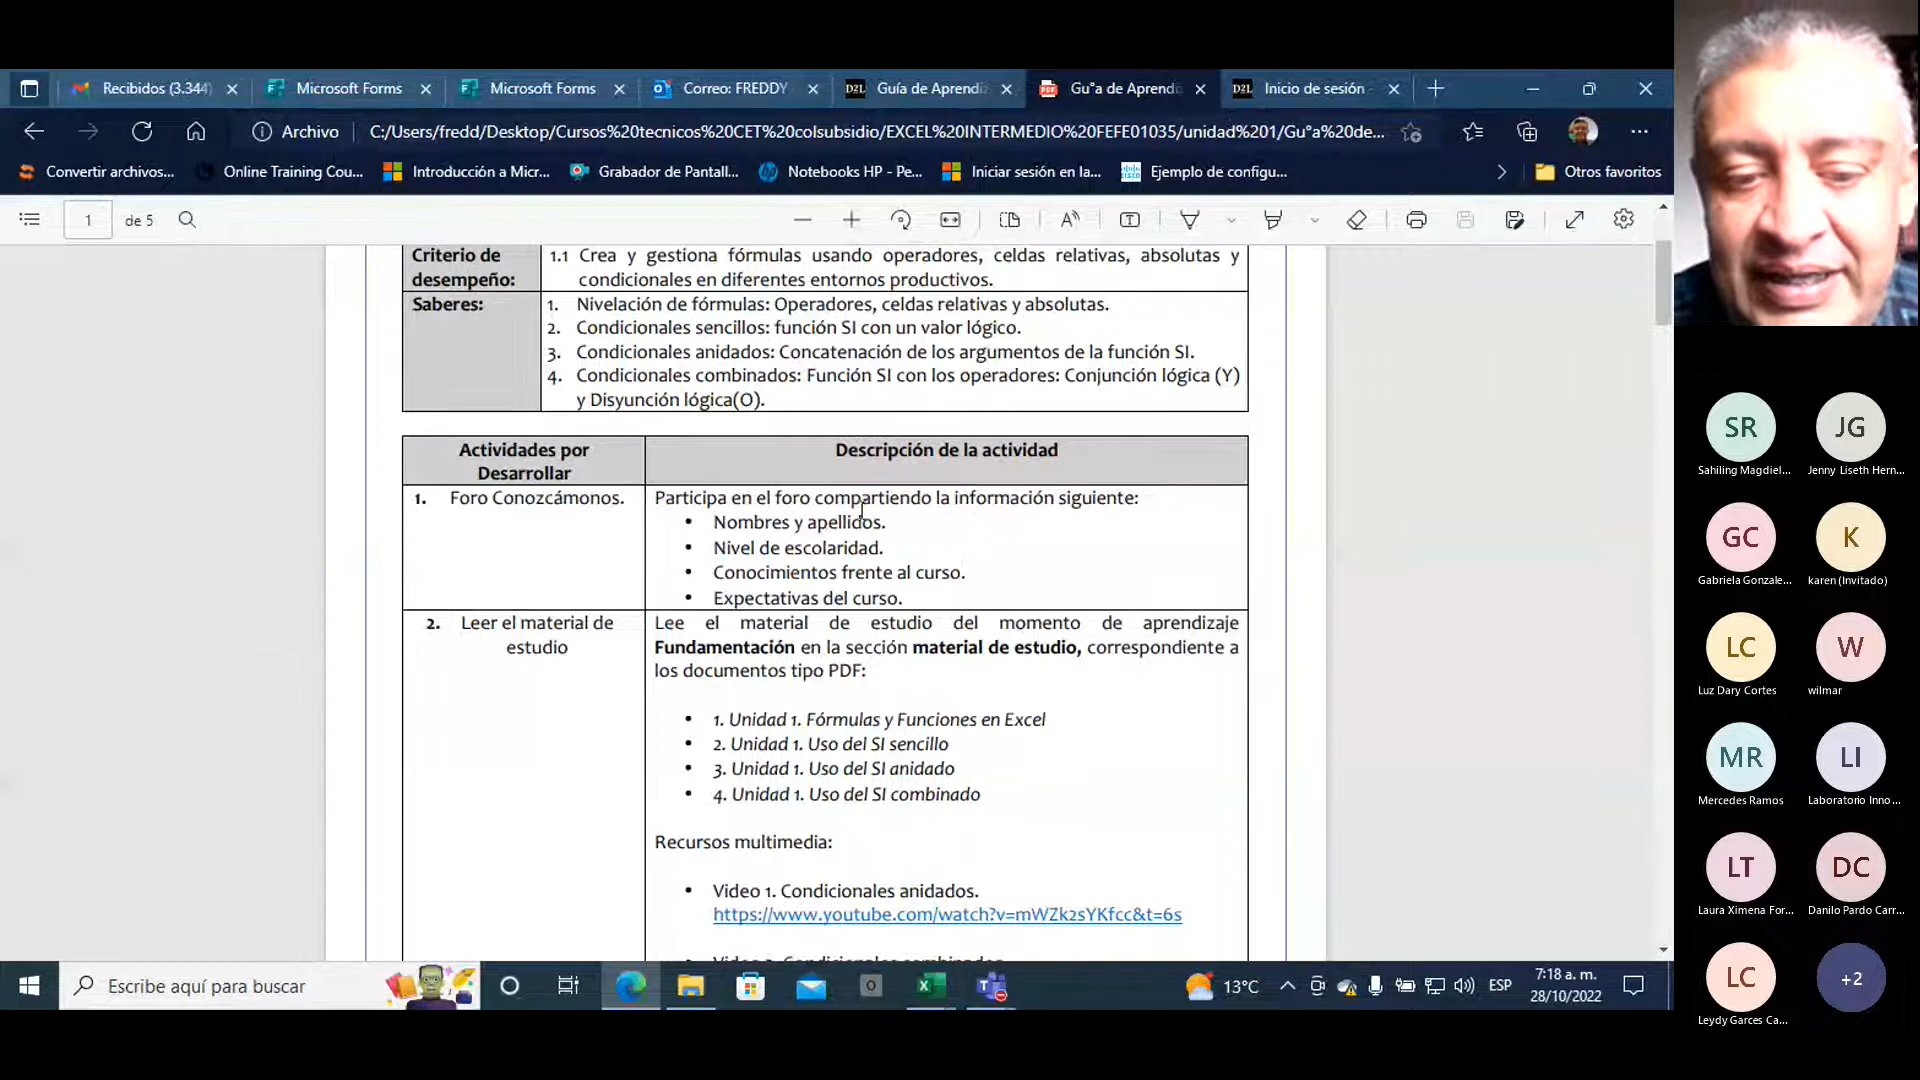 Recibidos (3.344)
Microsoft Forms
Microsoft Forms
Correo: FREDDY
D2L Guía de Aprendi
PDF Gu°a de Aprendi
D2L Inicio de sesión -
Archivo
C:/Users/fredd/Desktop/Cursos%20tecnicos%20CET%20colsubsidio/EXCEL%20INTERMEDIO%20FEFE01035/unidad%201/Gu°a%20de...
Convertir archivos...
Online Training Cou...
Introducción a Micr...
Grabador de Pantall...
Notebooks HP - Pe...
Iniciar sesión en la...
Ejemplo de configu...
Otros favoritos
1 de 5
Criterio de desempeño:
1.1 Crea y gestiona fórmulas usando operadores, celdas relativas, absolutas y
condicionales en diferentes entornos productivos.
Saberes:
1. Nivelación de fórmulas: Operadores, celdas relativas y absolutas.
2. Condicionales sencillos: función SI con un valor lógico.
3. Condicionales anidados: Concatenación de los argumentos de la función SI.
4. Condicionales combinados: Función SI con los operadores: Conjunción lógica (Y)
y Disyunción lógica(O).
Actividades por
Desarrollar
Descripción de la actividad
1. Foro Conozcámonos.
Participa en el foro compartiendo la información siguiente:
• Nombres y apellidos.
• Nivel de escolaridad.
• Conocimientos frente al curso.
• Expectativas del curso.
2. Leer el material de
estudio
Lee el material de estudio del momento de aprendizaje
Fundamentación en la sección material de estudio, correspondiente a
los documentos tipo PDF:
• 1. Unidad 1. Fórmulas y Funciones en Excel
• 2. Unidad 1. Uso del SI sencillo
• 3. Unidad 1. Uso del SI anidado
• 4. Unidad 1. Uso del SI combinado
Recursos multimedia:
• Video 1. Condicionales anidados.
https://www.youtube.com/watch?v=mWZk2sYKfcc&t=6s
Escribe aquí para buscar
13°C
ESP
7:18 a. m.
28/10/2022
SR
Sahiling Magdiel...
JG
Jenny Liseth Hern...
GC
Gabriela Gonzale...
K
karen (Invitado)
LC
Luz Dary Cortes
W
wilmar
MR
Mercedes Ramos
LI
Laboratorio Inno...
LT
Laura Ximena For...
DC
Danilo Pardo Carr...
LC
Leydy Garces Ca...
+2